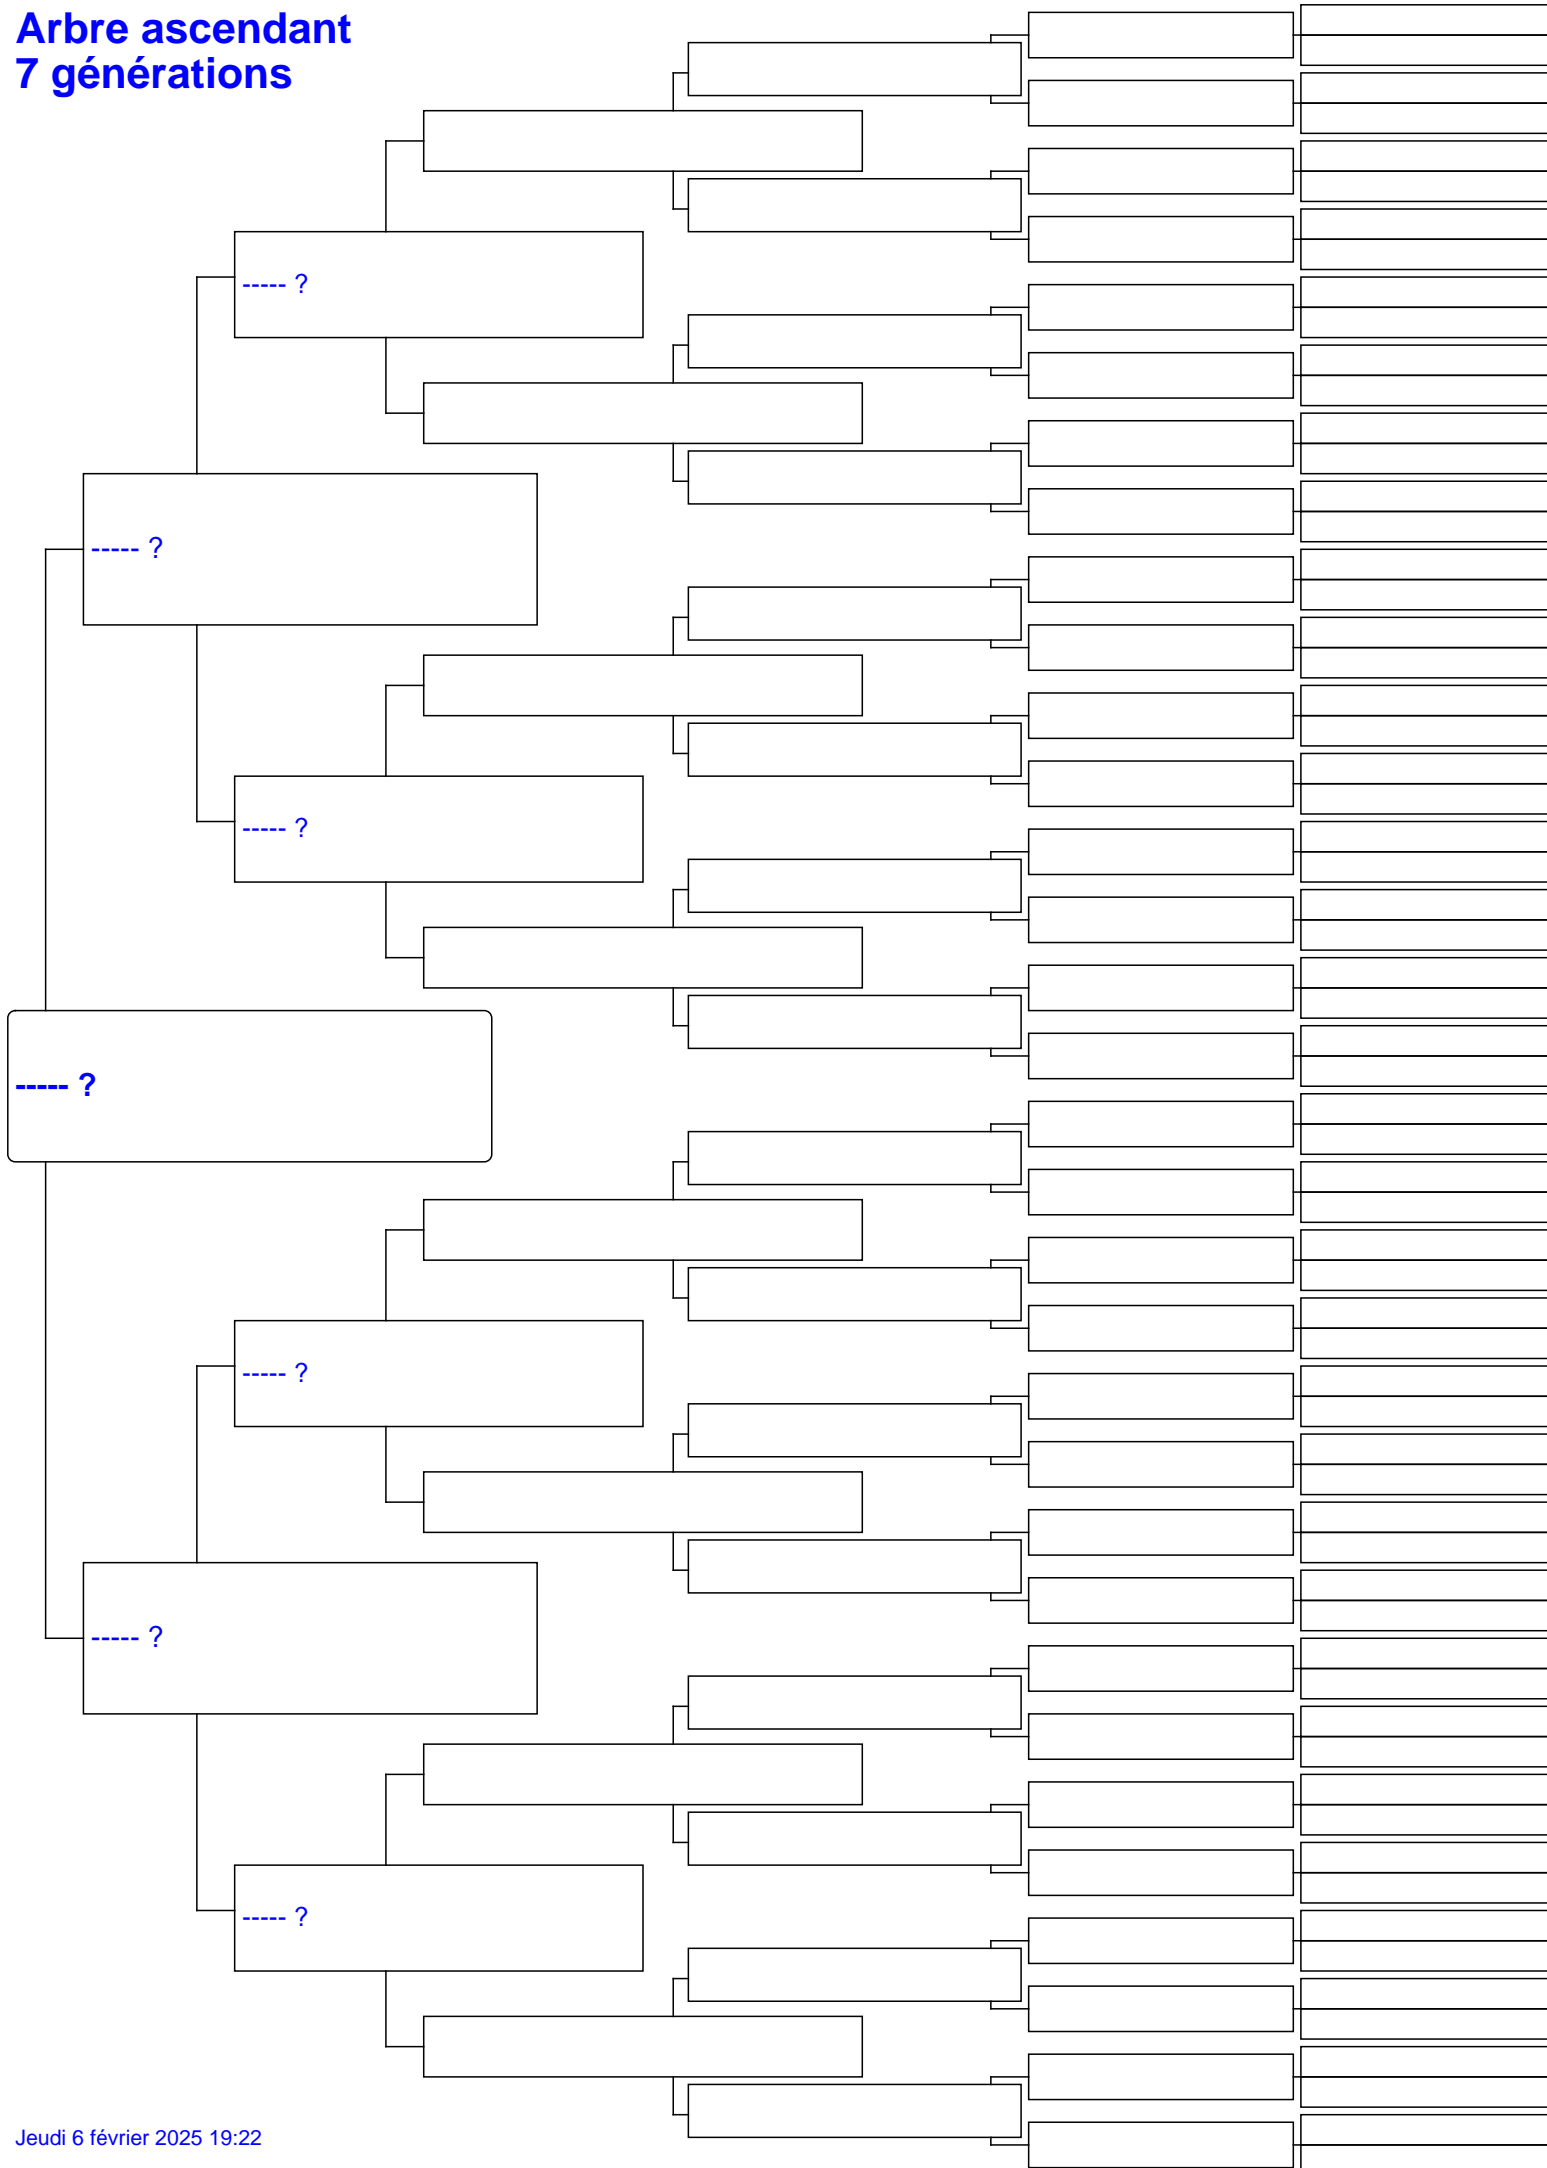 Arbre ascendant
7 générations
----- ?
----- ?
----- ?
----- ?
----- ?
----- ?
----- ?
Jeudi 6 février 2025 19:22